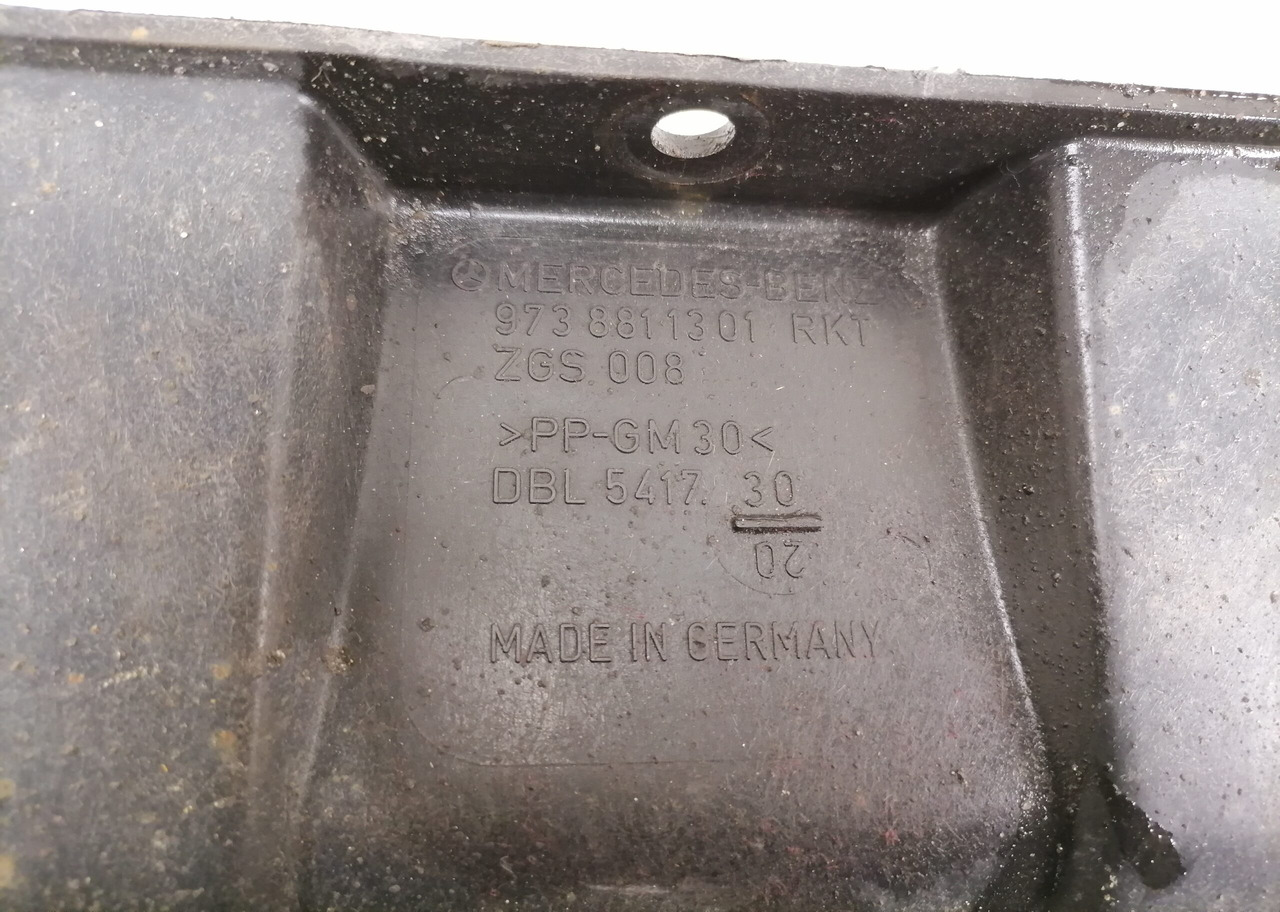 MERCEDES-BENZ
973 881 13 01 RKT
ZGS 008
>PP-GM30<
DBL 5417. 30
20
MADE IN GERMANY